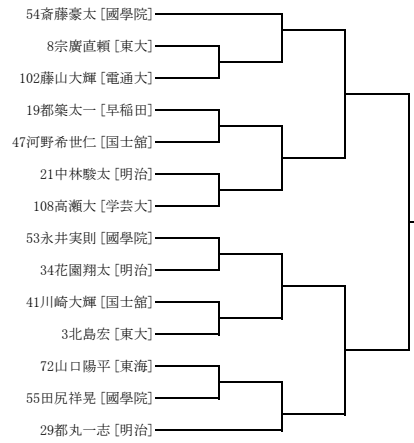 54斎藤豪太[國學院]
8宗廣直頼[東大]
102藤山大輝[電通大]
19都築太一[早稲田]
47河野希世仁[国士舘]
21中林駿太[明治]
108高瀬大[学芸大]
53永井実則[國學院]
34花園翔太[明治]
41川崎大輝[国士舘]
3北島宏[東大]
72山口陽平[東海]
55田尻祥晃[國學院]
29都丸一志[明治]